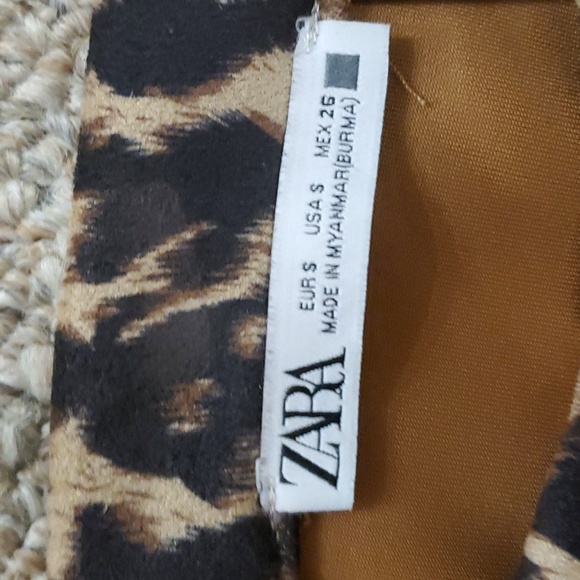 ZARA
EUR S USA S MEX 26
MADE IN MYANMAR(BURMA)